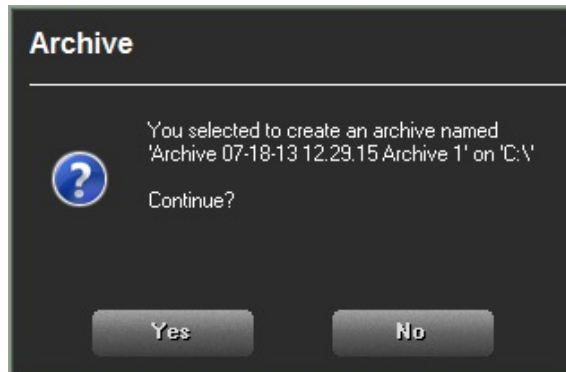 Archive
You selected to create an archive named
'Archive 07-18-13 12.29.15 Archive 1' on 'C:\'
Continue?
Yes
No